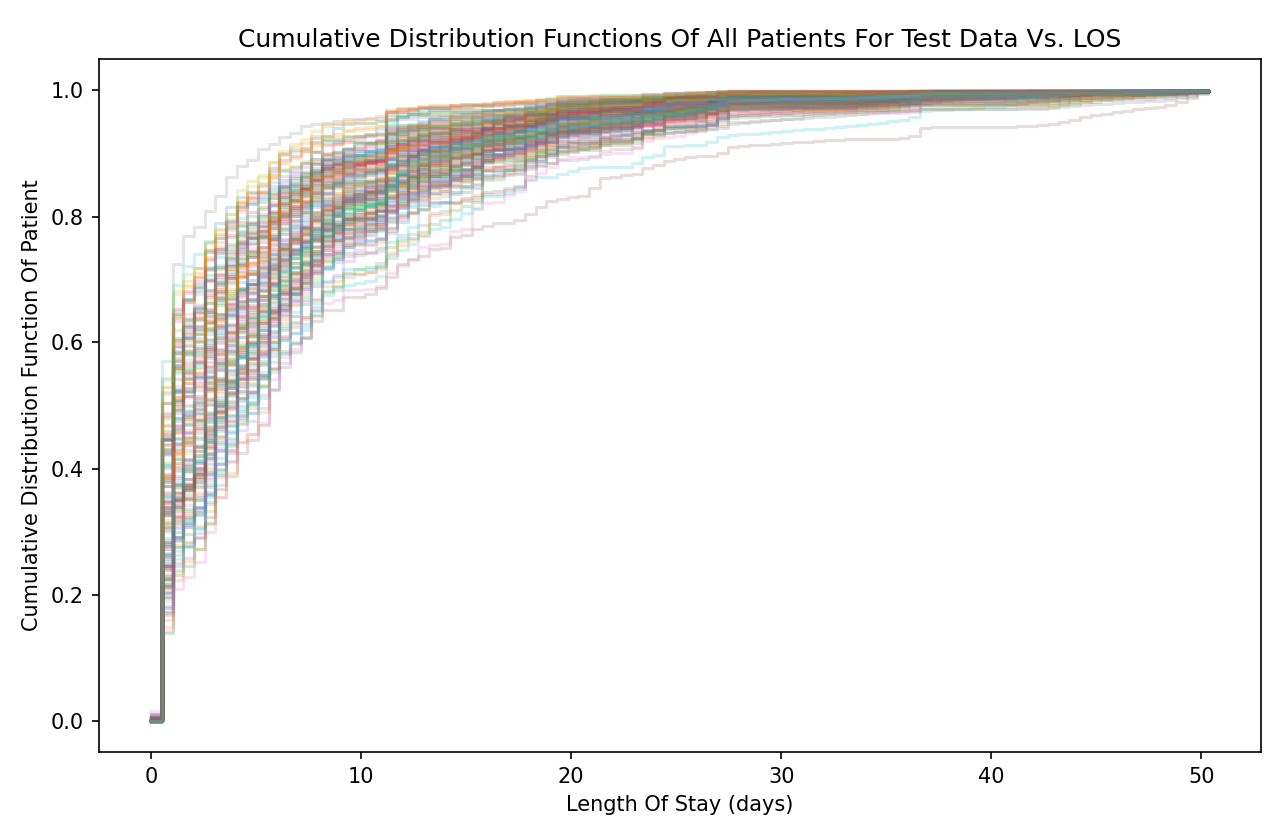 Cumulative Distribution Functions Of All Patients For Test Data Vs. LOS
Cumulative Distribution Function Of Patient
1.0
0.8
0.6
0.4
0.2
0.0
0 10 20 30 40 50
Length Of Stay (days)